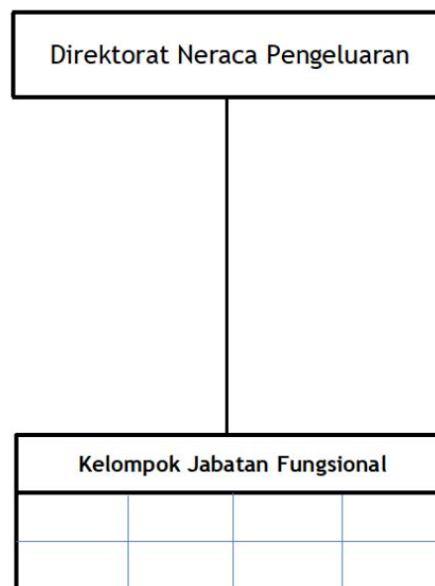 Direktorat Neraca Pengeluaran
Kelompok Jabatan Fungsional